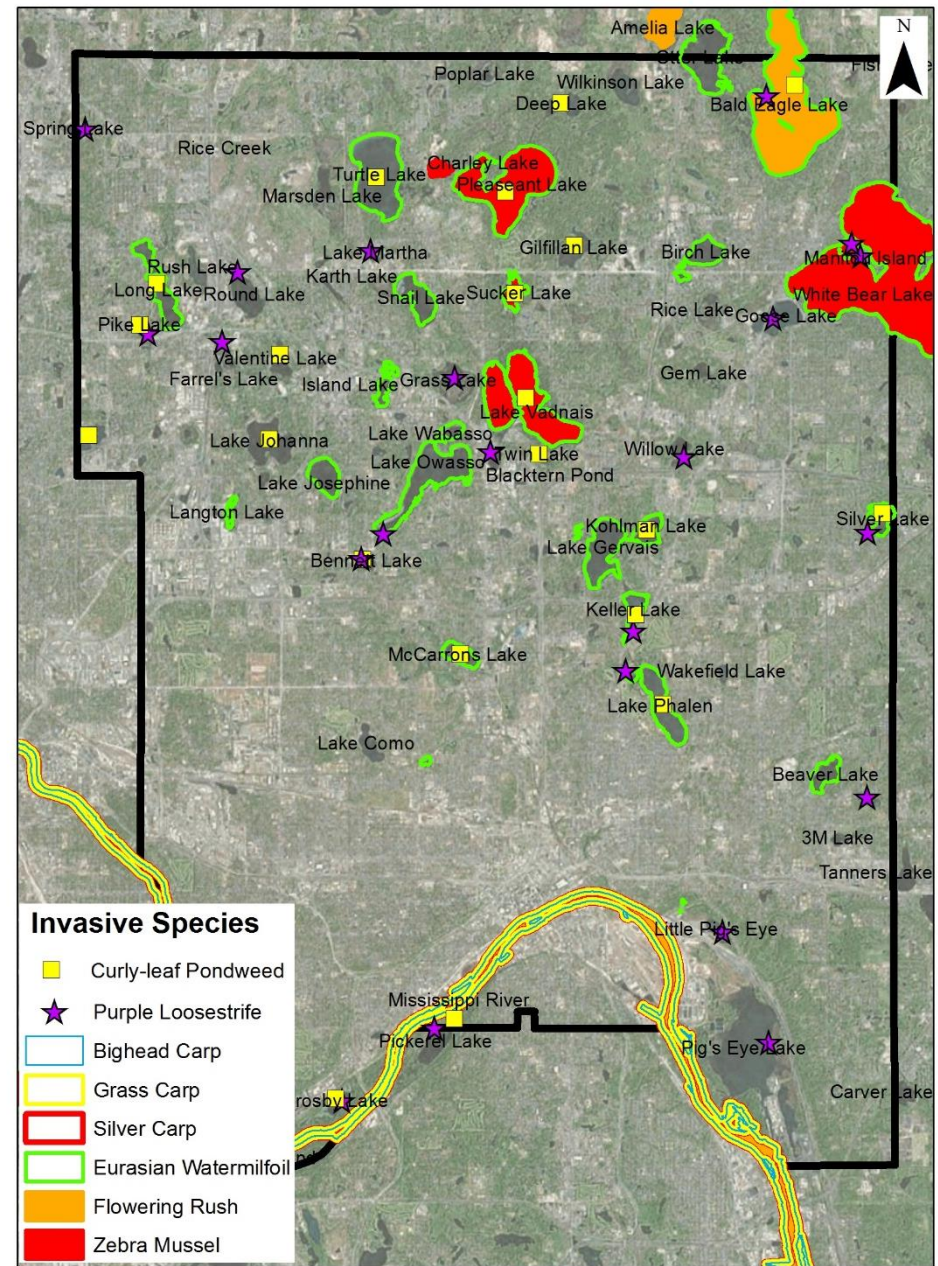 Amelia Lake
N
Otter Lake
Poplar Lake
Wilkinson Lake
Deep Lake
Bald Eagle Lake
Spring Lake
Rice Creek
Charley Lake
Turtle Lake
Pleaseant Lake
Marsden Lake
Lake Martha
Gilfillan Lake
Birch Lake
Manitou Island
Rush Lake
Karth Lake
Long Lake
Round Lake
Snail Lake
Sucker Lake
White Bear Lake
Rice Lake
Goose Lake
Pike Lake
Valentine Lake
Farrel's Lake
Island Lake
Grass Lake
Gem Lake
Lake Vadnais
Lake Johanna
Lake Wabasso
Lake Owasso
Twin Lake
Willow Lake
Blacktern Pond
Lake Josephine
Langton Lake
Kohlman Lake
Silver Lake
Lake Gervais
Bennett Lake
Keller Lake
McCarrons Lake
Wakefield Lake
Lake Phalen
Lake Como
Beaver Lake
3M Lake
Tanners Lake
Little Pig's Eye
Mississippi River
Pickerel Lake
Pig's Eye Lake
rosby Lake
Carver Lake
Invasive Species
Curly-leaf Pondweed
Purple Loosestrife
Bighead Carp
Grass Carp
Silver Carp
Eurasian Watermilfoil
Flowering Rush
Zebra Mussel